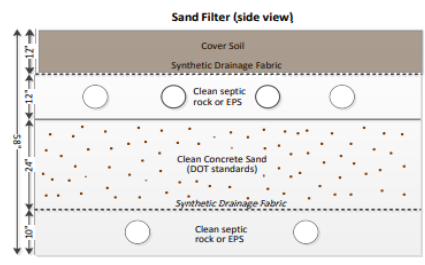 Sand Filter (side view)
Cover Soil
Synthetic Drainage Fabric
12"
Clean septic
rock or EPS
12"
58"
Clean Concrete Sand
(DOT standards)
24"
Synthetic Drainage Fabric
Clean septic
rock or EPS
10"